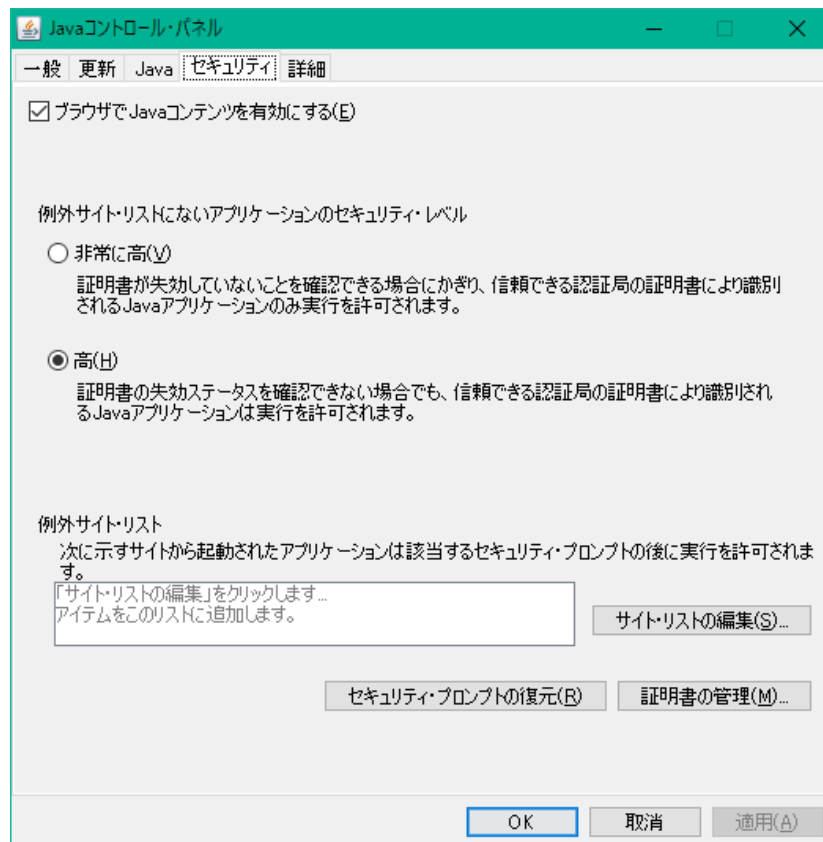 Javaコントロール・パネル
一般 更新 Java セキュリティ 詳細
ブラウザでJavaコンテンツを有効にする(E)
例外サイト・リストにないアプリケーションのセキュリティ・レベル
非常に高(V)
証明書が失効していないことを確認できる場合にかぎり、信頼できる認証局の証明書により識別
されるJavaアプリケーションのみ実行を許可されます。
高(H)
証明書の失効ステータスを確認できない場合でも、信頼できる認証局の証明書により識別され
るJavaアプリケーションは実行を許可されます。
例外サイト・リスト
次に示すサイトから起動されたアプリケーションは該当するセキュリティ・プロンプトの後に実行を許可されま
す。
「サイト・リストの編集」をクリックします...
アイテムをこのリストに追加します。
サイト・リストの編集(S)...
セキュリティ・プロンプトの復元(R) 証明書の管理(M)...
OK 取消 適用(A)